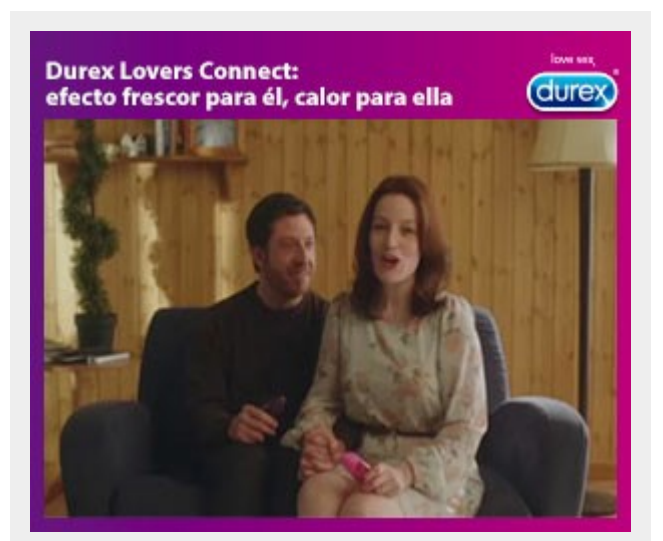 Durex Lovers Connect:
efecto frescor para él, calor para ella
love sex,
durex